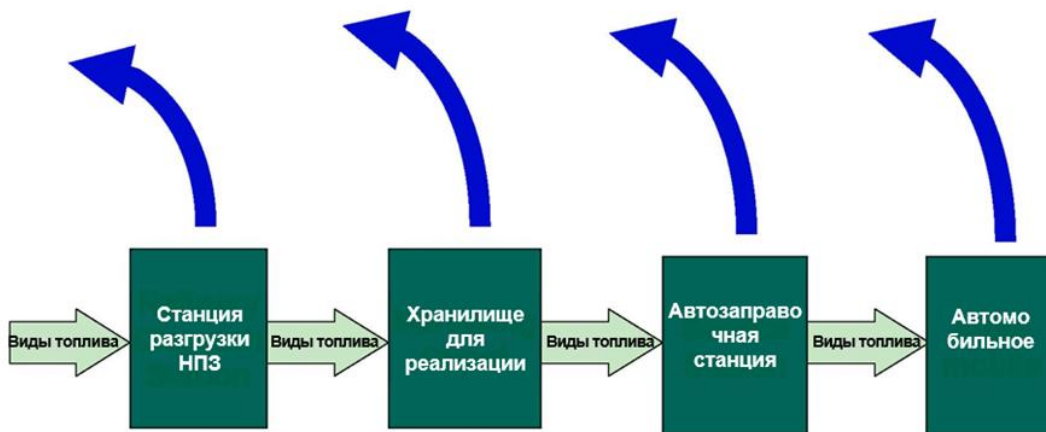 Виды топлива
Станция
разгрузки
НПЗ
Виды топлива
Хранилище
для
реализации
Виды топлива
Автозаправо
чная
станция
Виды топлива
Автомо
бильное